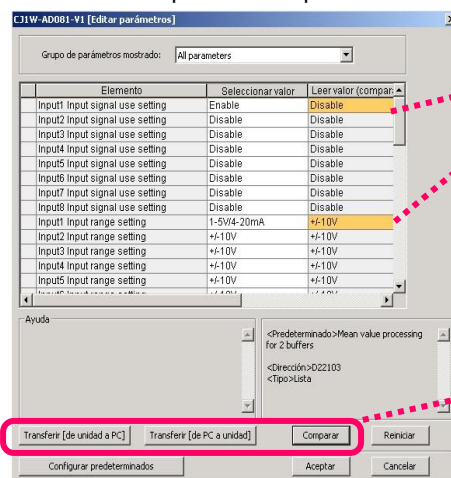 CJ1W-AD081-V1 [Editar parámetros]
Grupo de parámetros mostrado: All parameters
Elemento Seleccionar valor Leer valor (compara
Input1 Input signal use setting Enable Disable
Input2 Input signal use setting Disable Disable
Input3 Input signal use setting Disable Disable
Input4 Input signal use setting Disable Disable
Input5 Input signal use setting Disable Disable
Input6 Input signal use setting Disable Disable
Input7 Input signal use setting Disable Disable
Input8 Input signal use setting Disable Disable
Input1 Input range setting 1-5V/4-20mA +/-10V
Input2 Input range setting +/-10V +/-10V
Input3 Input range setting +/-10V +/-10V
Input4 Input range setting +/-10V +/-10V
Input5 Input range setting +/-10V +/-10V
Ayuda
<Predeterminado>Mean value processing
for 2 buffers
<Dirección>D22103
<Tipo>Lista
Transferir [de unidad a PC] Transferir [de PC a unidad] Comparar Reiniciar
Configurar predeterminados Aceptar Cancelar